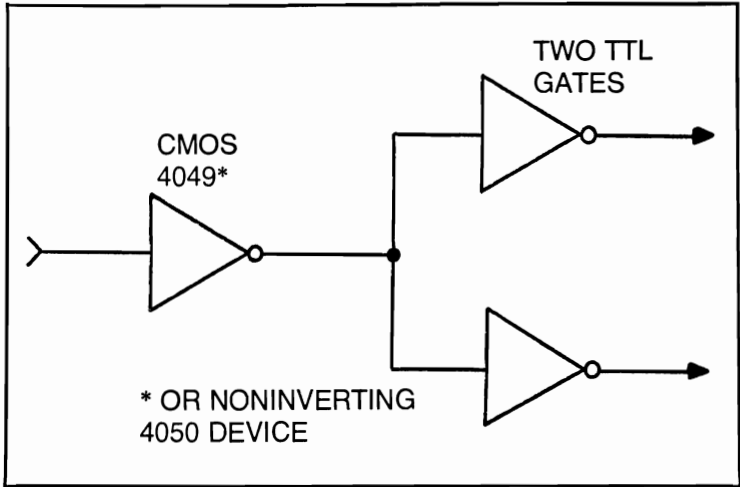 TWO TTL
GATES
CMOS
4049*
* OR NONINVERTING
4050 DEVICE